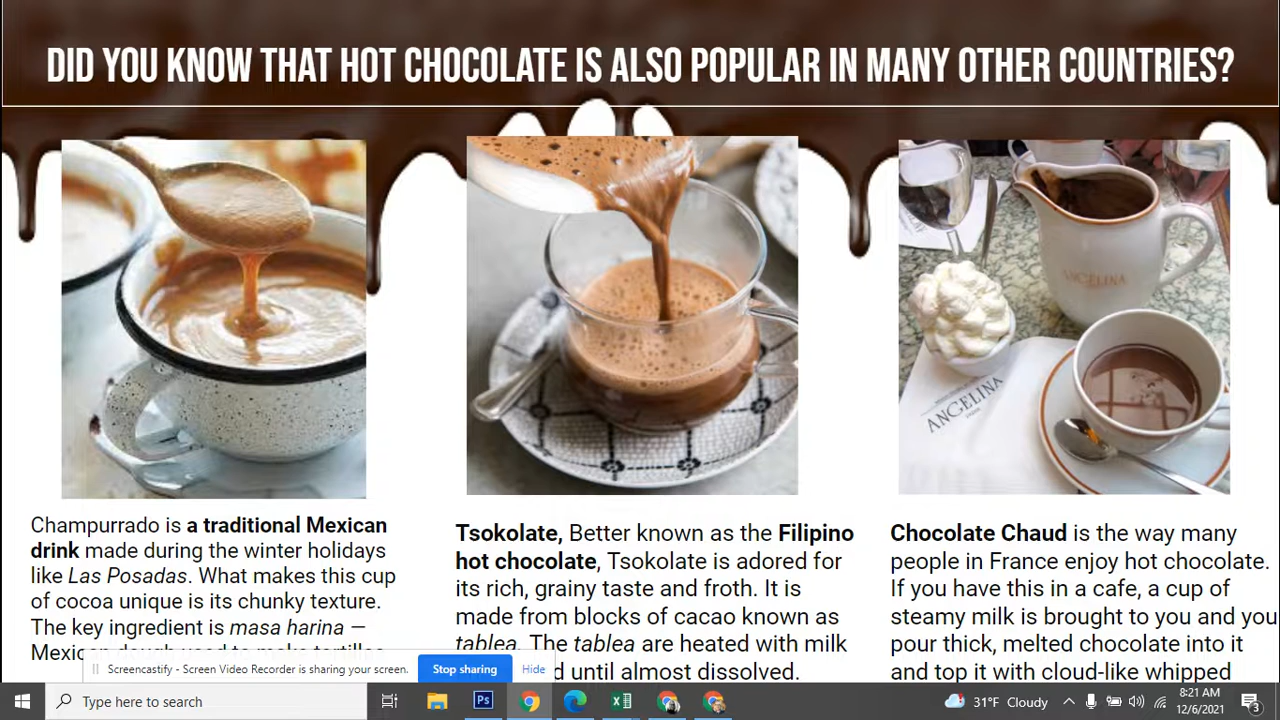 DID YOU KNOW THAT HOT CHOCOLATE IS ALSO POPULAR IN MANY OTHER COUNTRIES?
ANGELINA
ANGELINA
Champurrado is a traditional Mexican
drink made during the winter holidays
like Las Posadas. What makes this cup
of cocoa unique is its chunky texture.
The key ingredient is masa harina —
Tsokolate, Better known as the Filipino
hot chocolate, Tsokolate is adored for
its rich, grainy taste and froth. It is
made from blocks of cacao known as
tablea. The tablea are heated with milk
until almost dissolved.
Chocolate Chaud is the way many
people in France enjoy hot chocolate.
If you have this in a cafe, a cup of
steamy milk is brought to you and you
pour thick, melted chocolate into it
and top it with cloud-like whipped
Screencastify - Screen Video Recorder is sharing your screen.
Stop sharing
Hide
Type here to search
Ps
31°F Cloudy
8:21 AM
12/6/2021
3